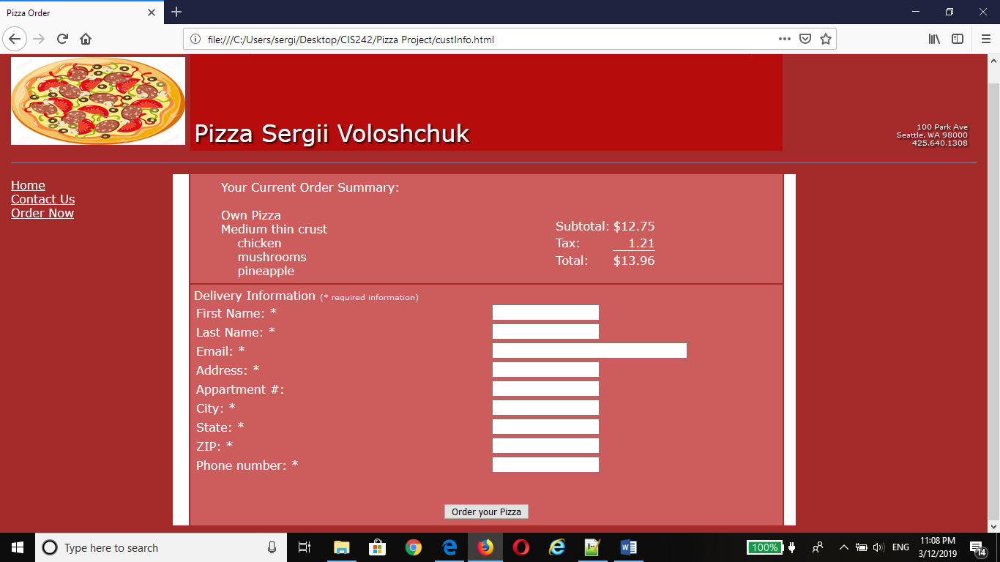 Pizza Order
file:///C:/Users/sergi/Desktop/CIS242/Pizza Project/custInfo.html
Pizza Sergii Voloshchuk
100 Park Ave
Seattle, WA 98000
425.640.1308
Home
Contact Us
Order Now
Your Current Order Summary:
Own Pizza
Medium thin crust
chicken
mushrooms
pineapple
Subtotal: $12.75
Tax: 1.21
Total: $13.96
Delivery Information (* required information)
First Name: *
Last Name: *
Email: *
Address: *
Appartment #:
City: *
State: *
ZIP: *
Phone number: *
Order your Pizza
Type here to search
100%
ENG
11:08 PM
3/12/2019
14